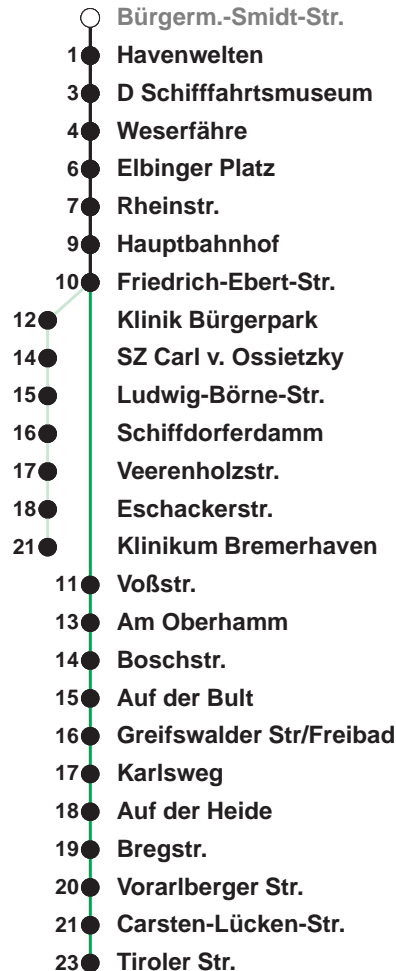 Bürgerm.-Smidt-Str.
1 Havenwelten
3 D Schifffahrtsmuseum
4 Weserfähre
6 Elbinger Platz
7 Rheinstr.
9 Hauptbahnhof
10 Friedrich-Ebert-Str.
12 Klinik Bürgerpark
14 SZ Carl v. Ossietzky
15 Ludwig-Börne-Str.
16 Schiffdorferdamm
17 Veerenholzstr.
18 Eschackerstr.
21 Klinikum Bremerhaven
11 Voßstr.
13 Am Oberhamm
14 Boschstr.
15 Auf der Bult
16 Greifswalder Str/Freibad
17 Karlsweg
18 Auf der Heide
19 Bregstr.
20 Vorarlberger Str.
21 Carsten-Lücken-Str.
23 Tiroler Str.